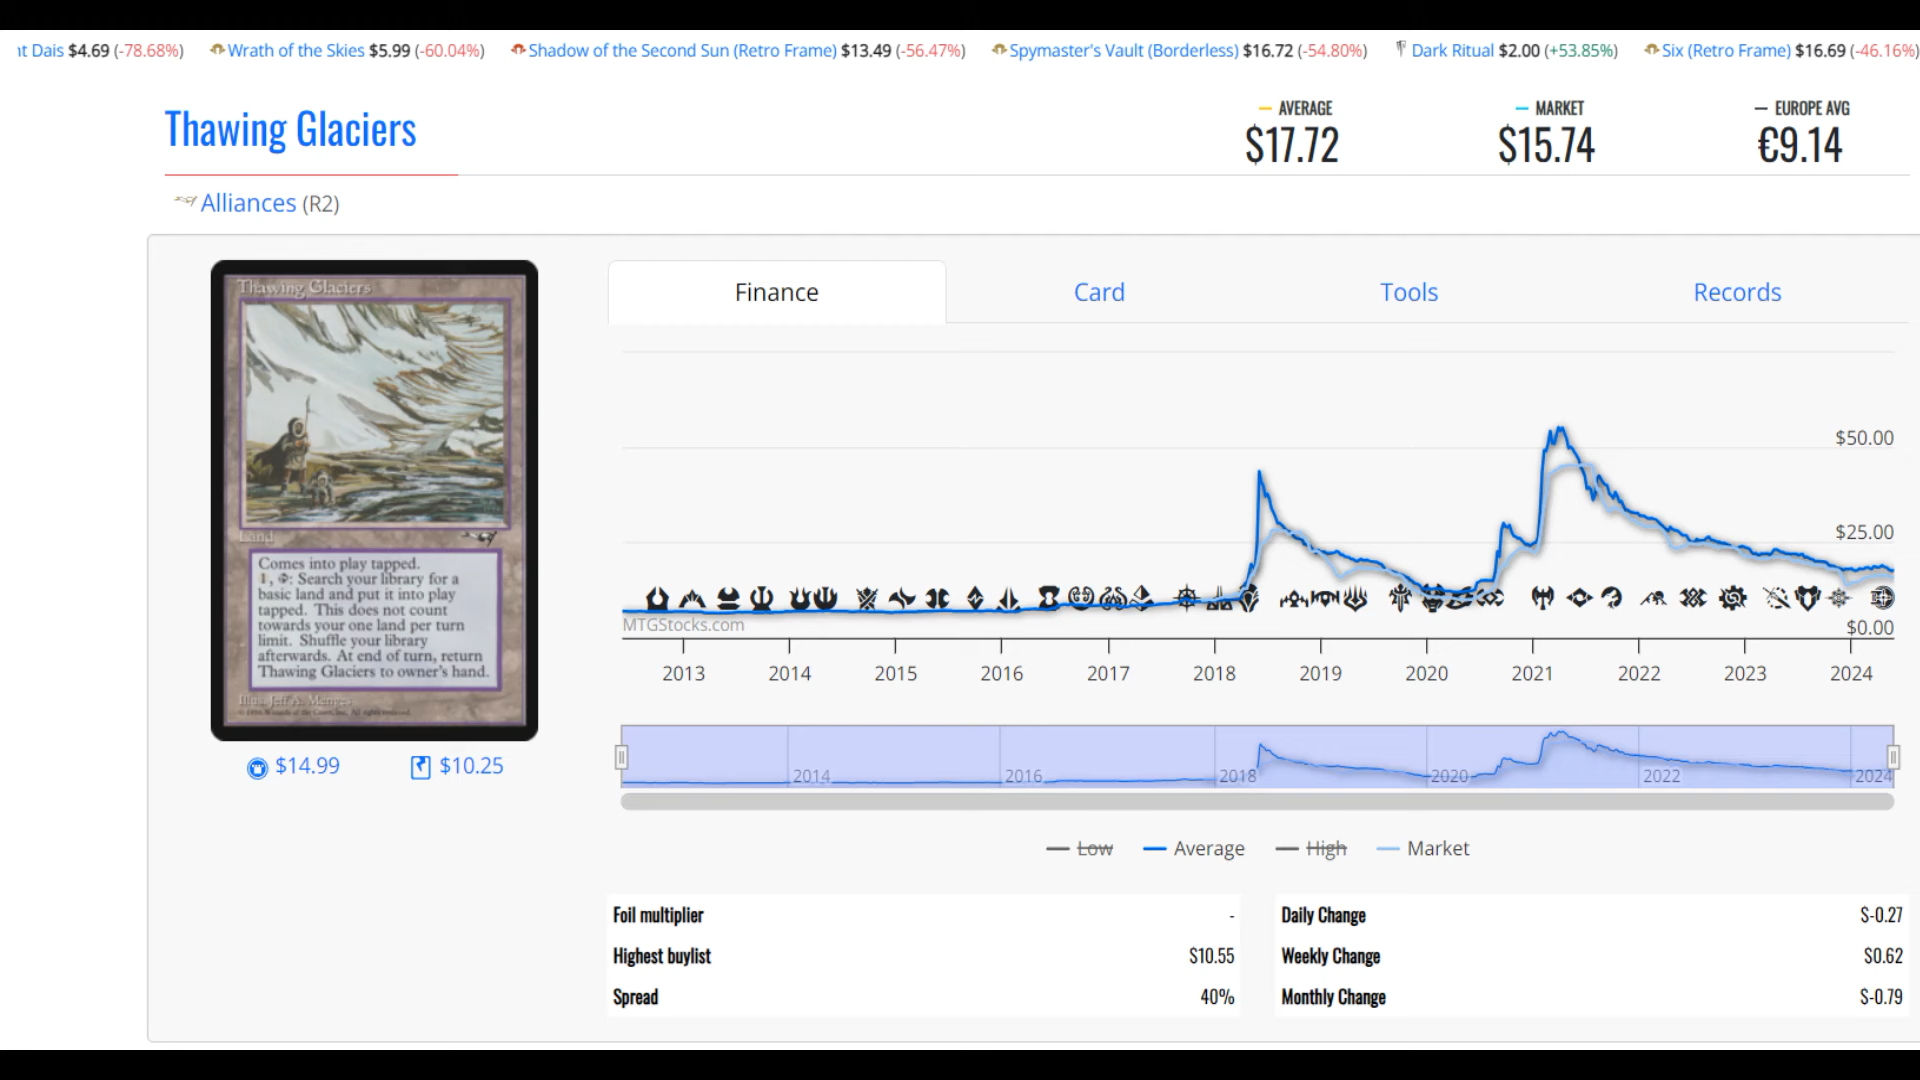 nt Dais $4.69 (-78.68%) Wrath of the Skies $5.99 (-60.04%) Shadow of the Second Sun (Retro Frame) $13.49 (-56.47%) Spymaster's Vault (Borderless) $16.72 (-54.80%) Dark Ritual $2.00 (+53.85%) Six (Retro Frame) $16.69 (-46.16%)
Thawing Glaciers
AVERAGE
$17.72
MARKET
$15.74
EUROPE AVG
€9.14
Alliances (R2)
Thawing Glaciers
Land
Comes into play tapped.
1, : Search your library for a
basic land and put it into play
tapped. This does not count
towards your one land per turn
limit. Shuffle your library
afterwards. At end of turn, return
Thawing Glaciers to owner's hand.
Illus. Jeff A. Menges
$14.99 $10.25
Finance Card Tools Records
$50.00
$25.00
$0.00
MTGStocks.com
2013 2014 2015 2016 2017 2018 2019 2020 2021 2022 2023 2024
2014 2016 2018 2020 2022 2024
Low Average High Market
Foil multiplier -
Highest buylist $10.55
Spread 40%
Daily Change $-0.27
Weekly Change $0.62
Monthly Change $-0.79